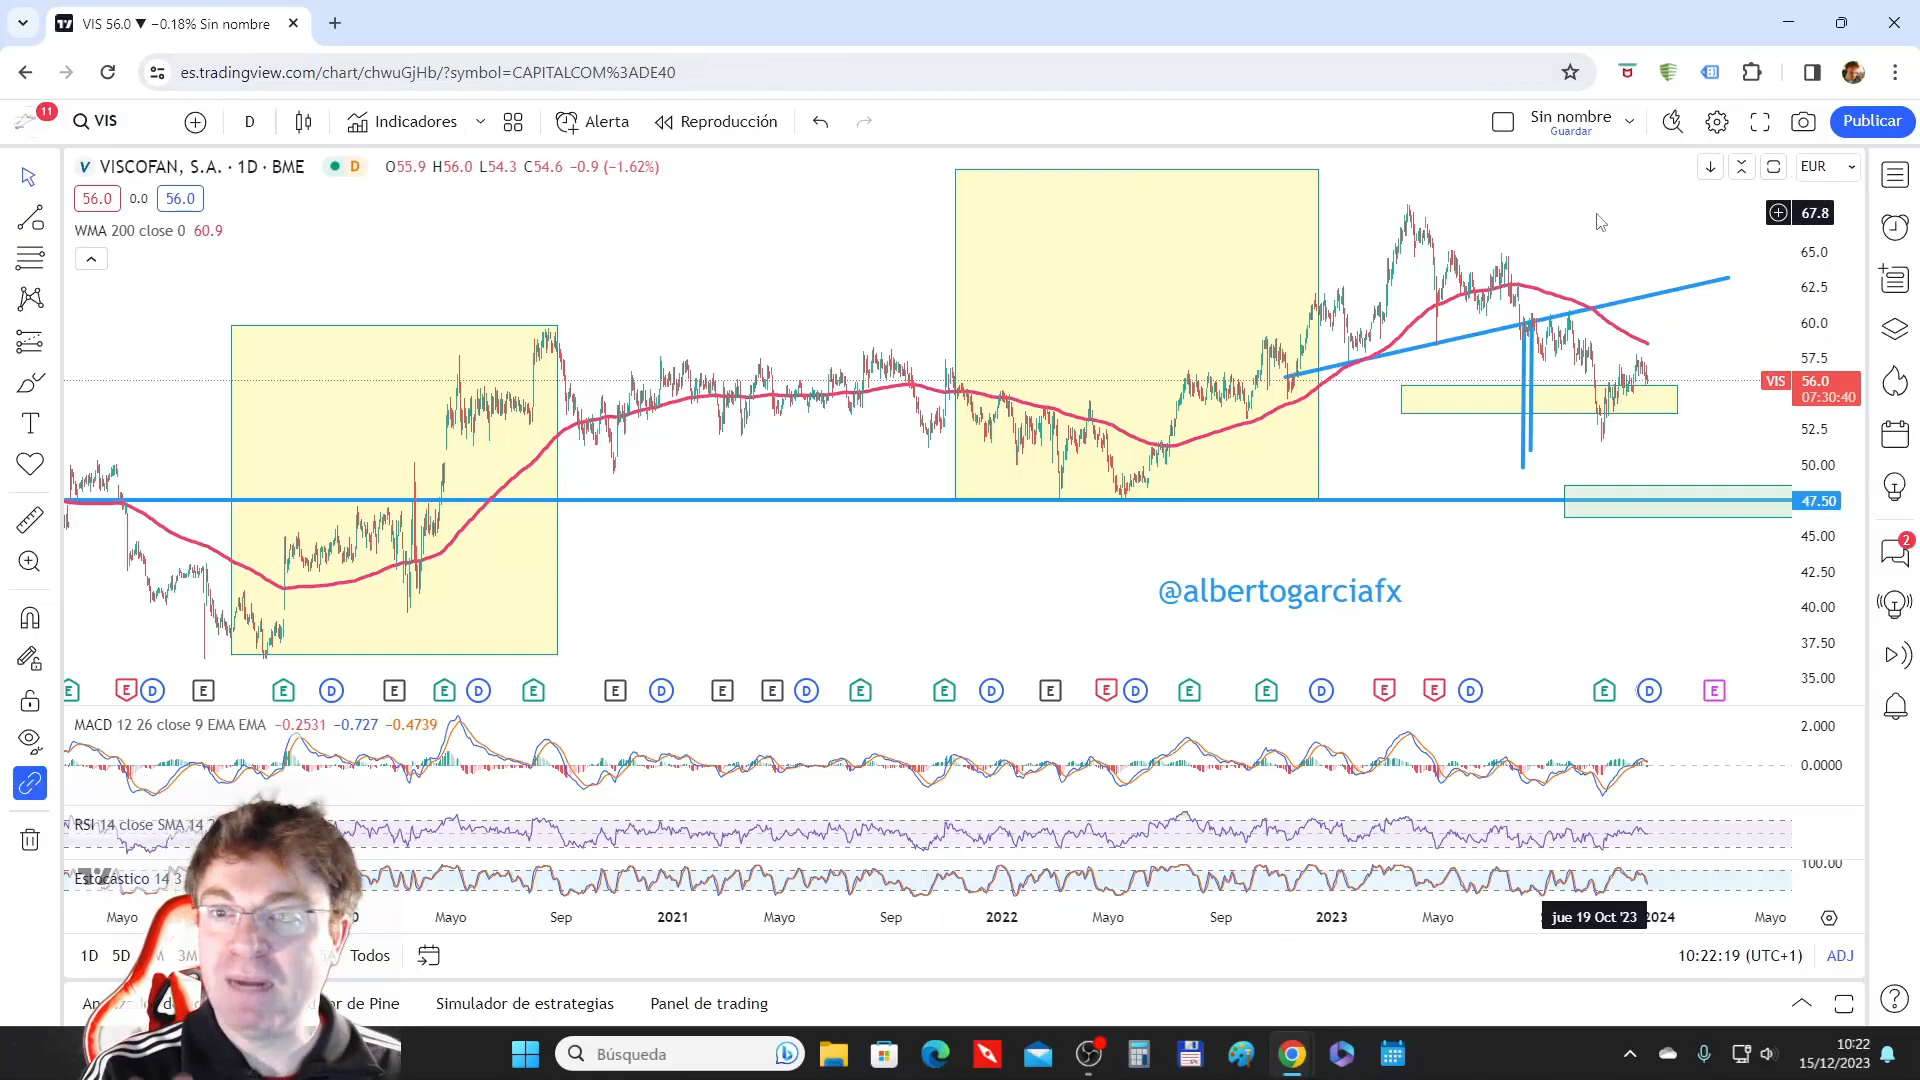 VIS 56.0 ▼ −0.18% Sin nombre
es.tradingview.com/chart/chwuGjHb/?symbol=CAPITALCOM%3ADE40
11
VIS
D
Indicadores
Alerta
Reproducción
Sin nombre
Guardar
Publicar
VISCOFAN, S.A. · 1D · BME
D
O55.9 H56.0 L54.3 C54.6 −0.9 (−1.62%)
EUR
56.0 0.0 56.0
WMA 200 close 0 60.9
67.8
65.0
62.5
60.0
57.5
VIS 56.0
07:30:40
52.5
50.00
47.50
45.00
42.50
40.00
37.50
35.00
2
@albertogarciafx
E E D E E D E E D E E D E E D E E D E E D E E D E E D E D E
MACD 12 26 close 9 EMA EMA −0.2531 −0.727 −0.4739
2.000
0.0000
RSI 14 close SMA 14
Estocástico 14 3
100.00
Mayo
Mayo
Sep
2021
Mayo
Sep
2022
Mayo
Sep
2023
Mayo
jue 19 Oct '23
2024
Mayo
1D 5D 3M Todos
10:22:19 (UTC+1)
ADJ
de Pine
Simulador de estrategias
Panel de trading
Búsqueda
10:22
15/12/2023